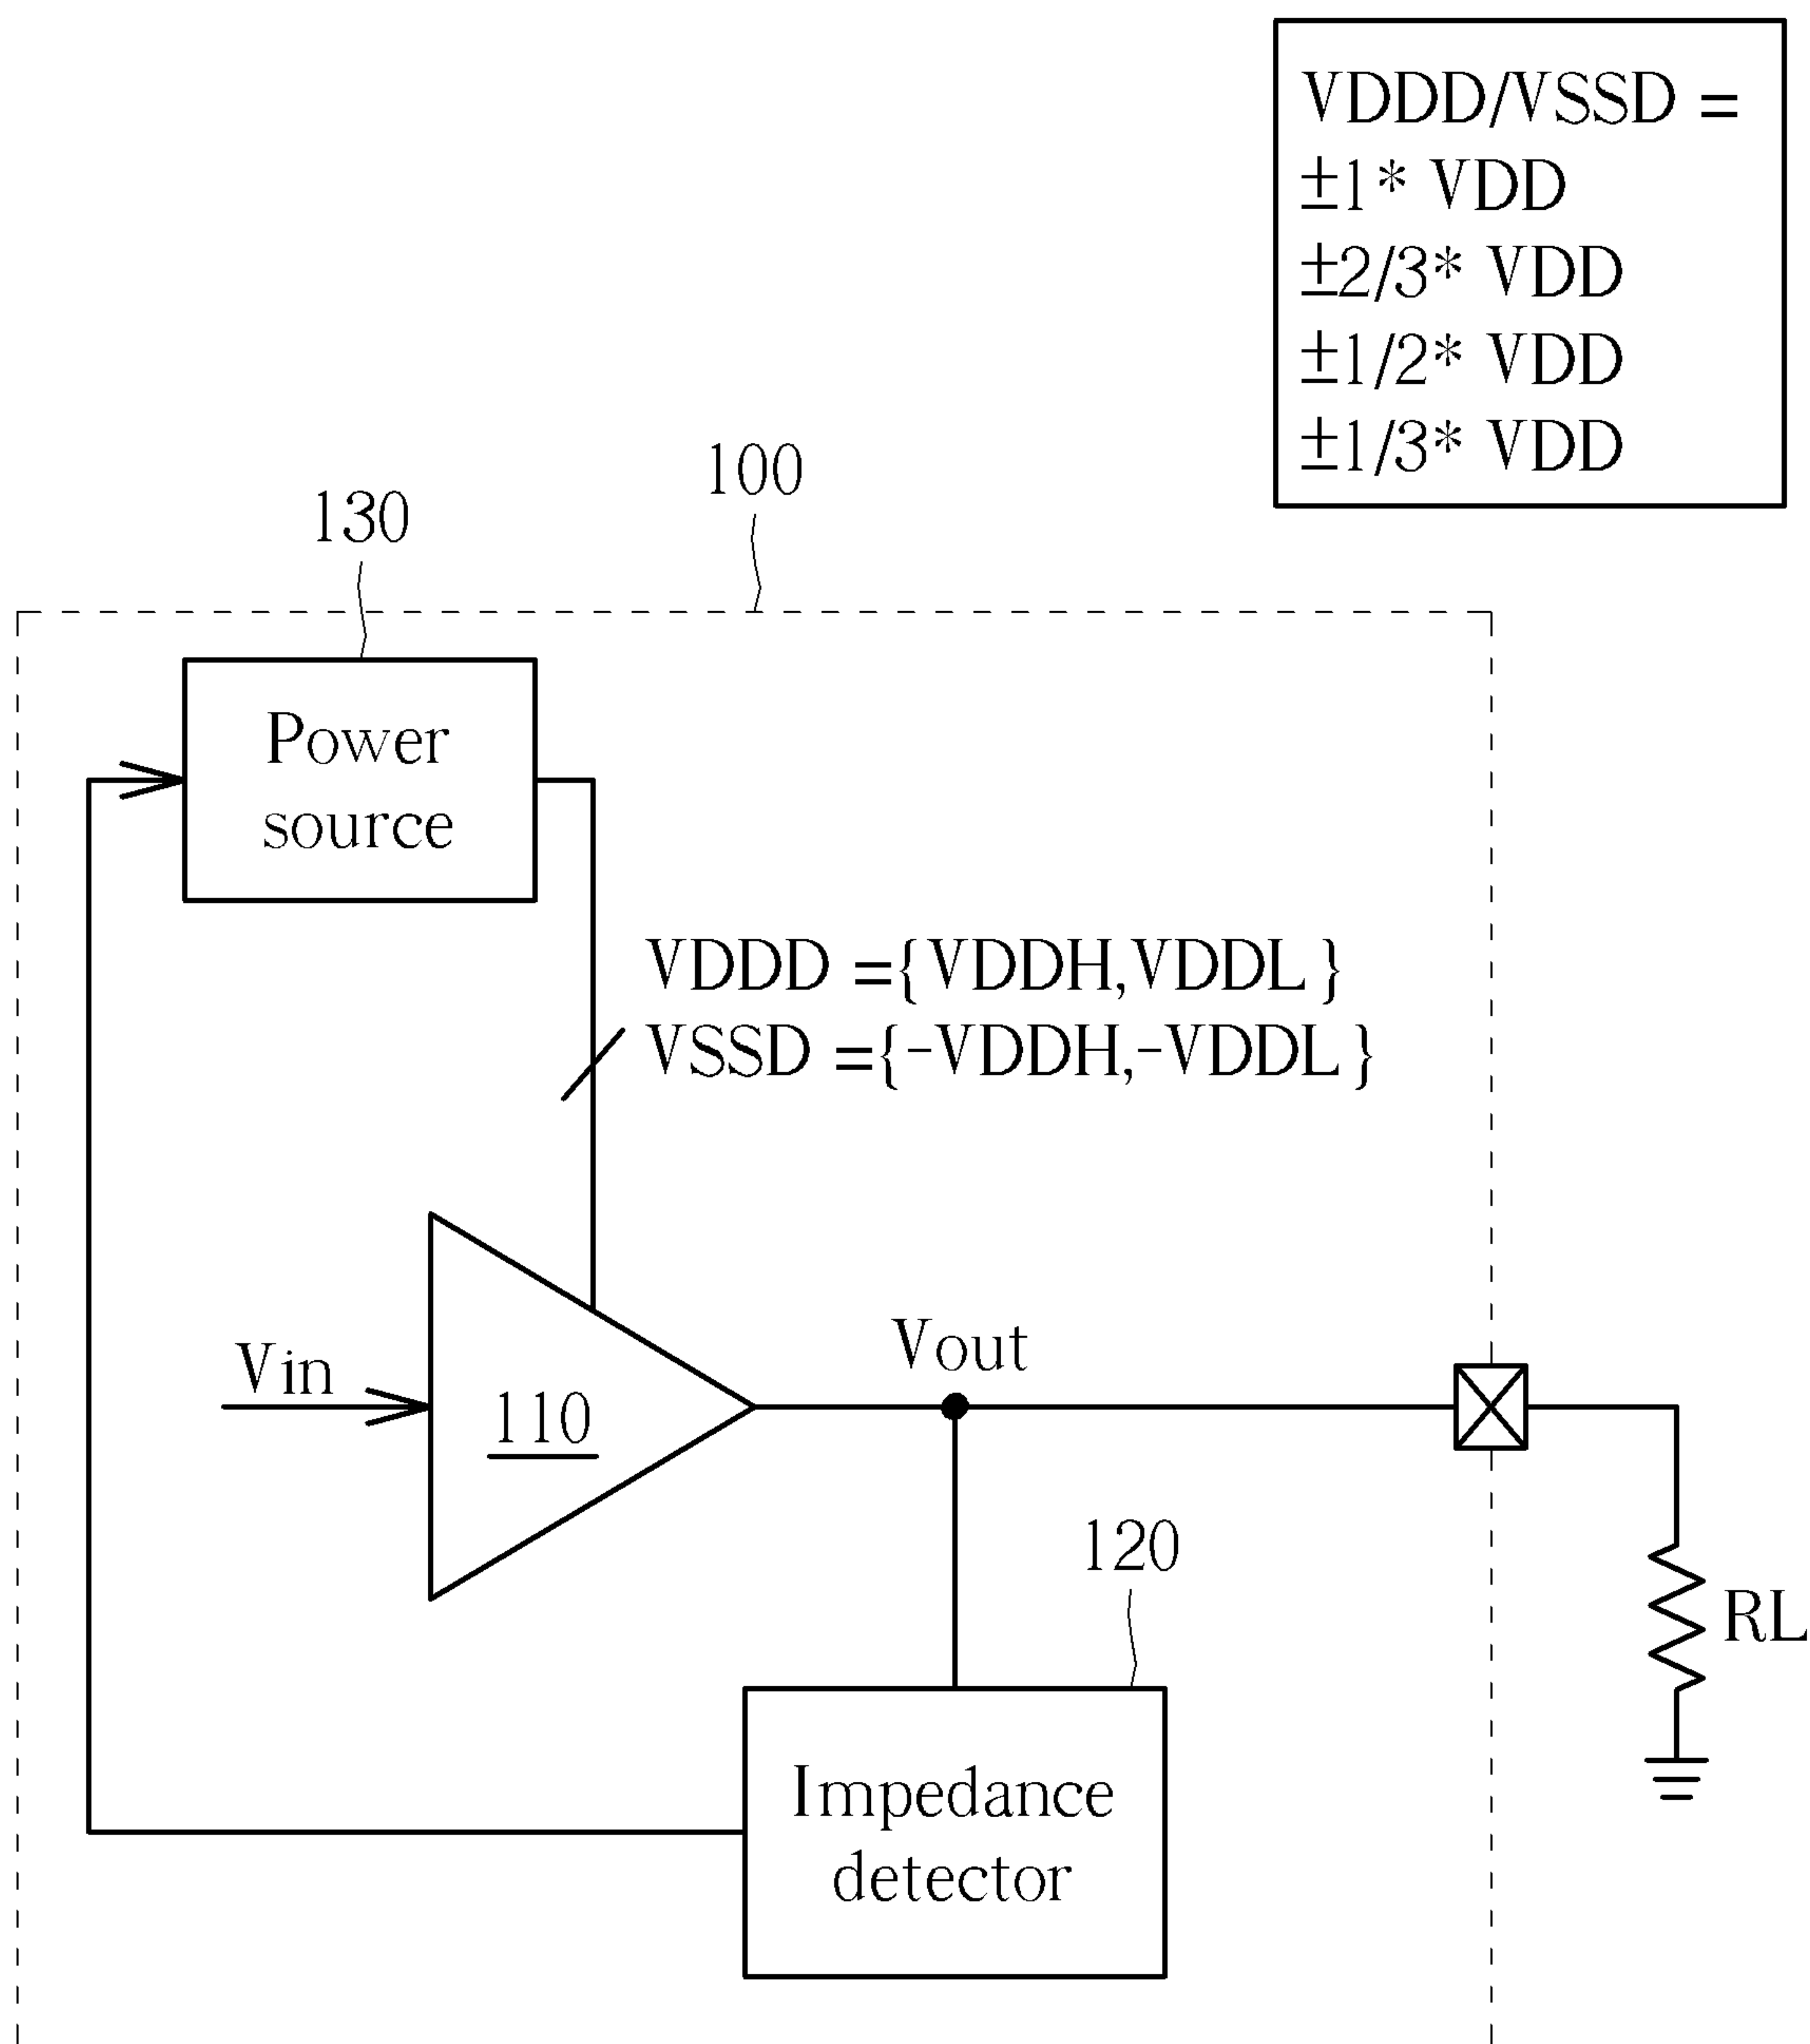 VDDD/VSSD =
±1* VDD
±2/3* VDD
±1/2* VDD
±1/3* VDD
100
130
Power
source
VDDD ={VDDH,VDDL}
VSSD ={-VDDH,-VDDL}
Vin
110
Vout
120
RL
Impedance
detector